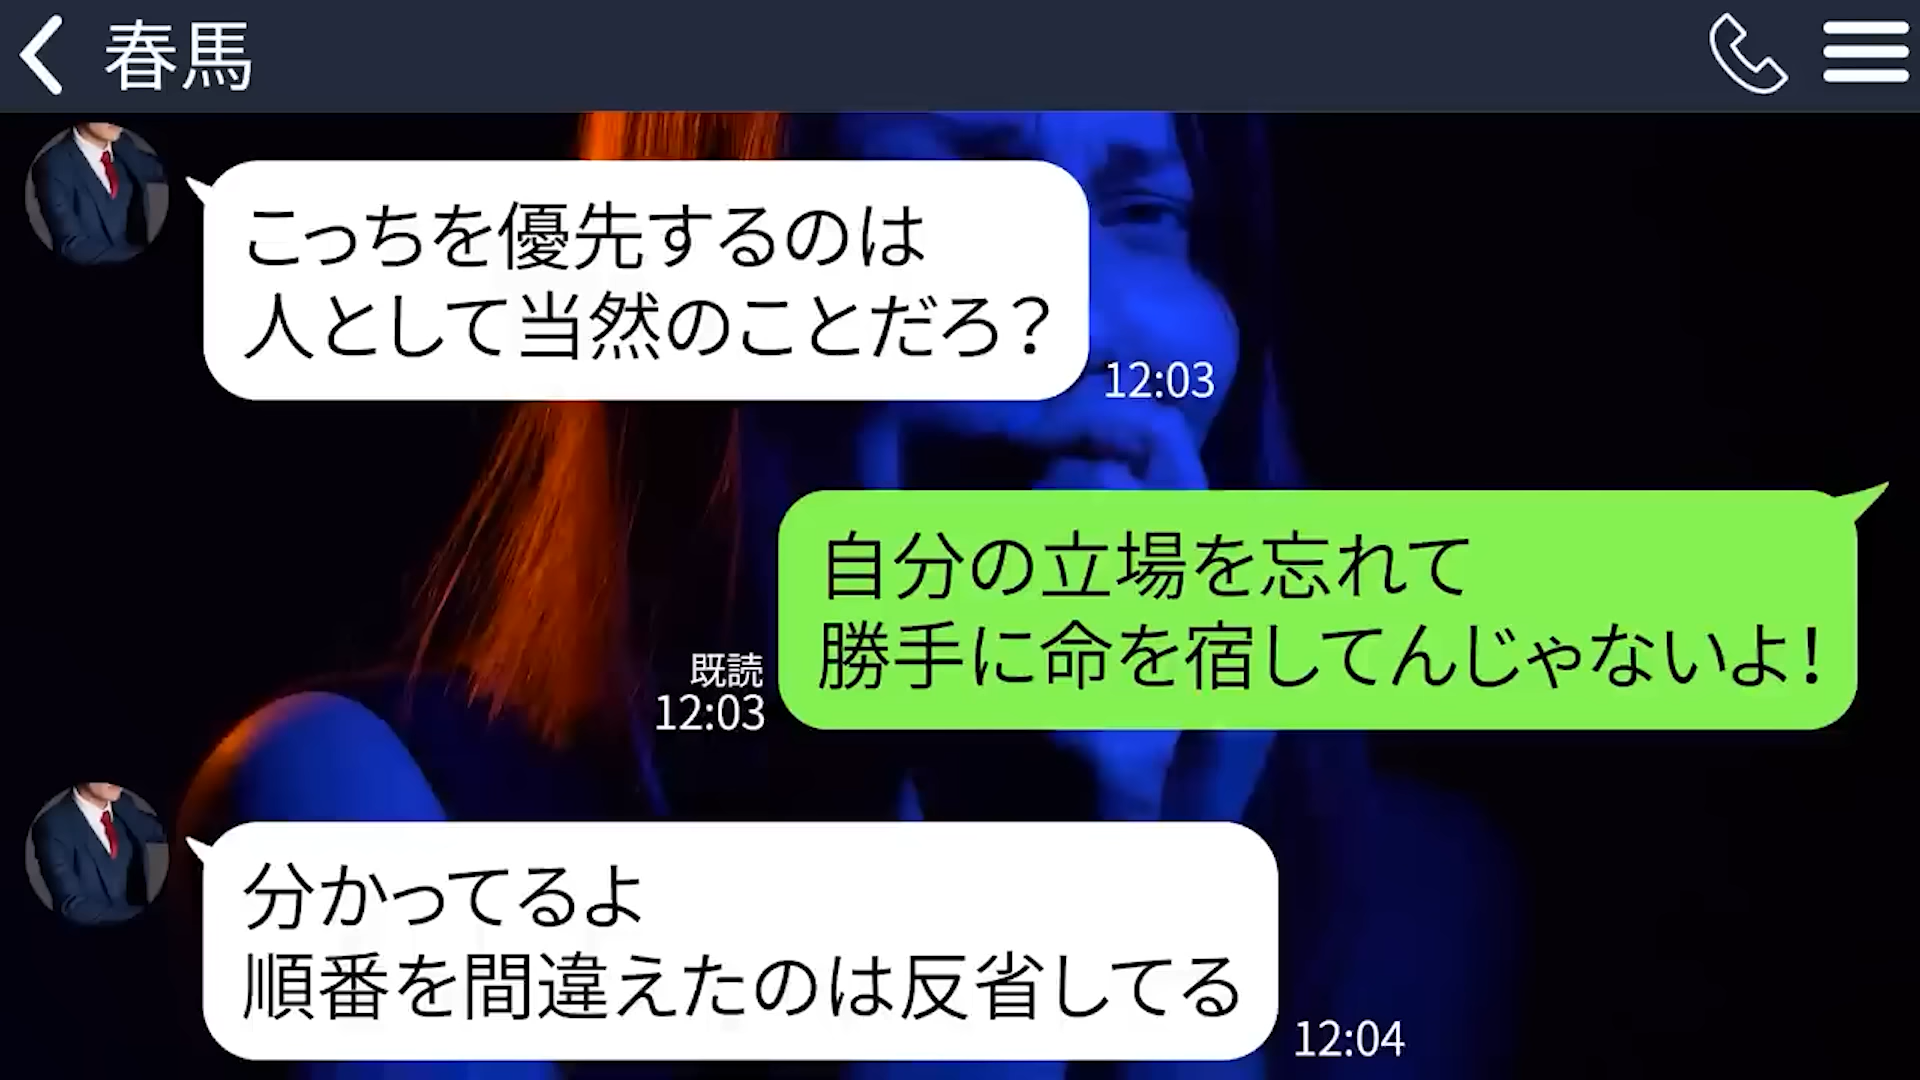 春馬
こっちを優先するのは
人として当然のことだろ？
12:03
自分の立場を忘れて
勝手に命を宿してんじゃないよ！
既読
12:03
分かってるよ
順番を間違えたのは反省してる
12:04